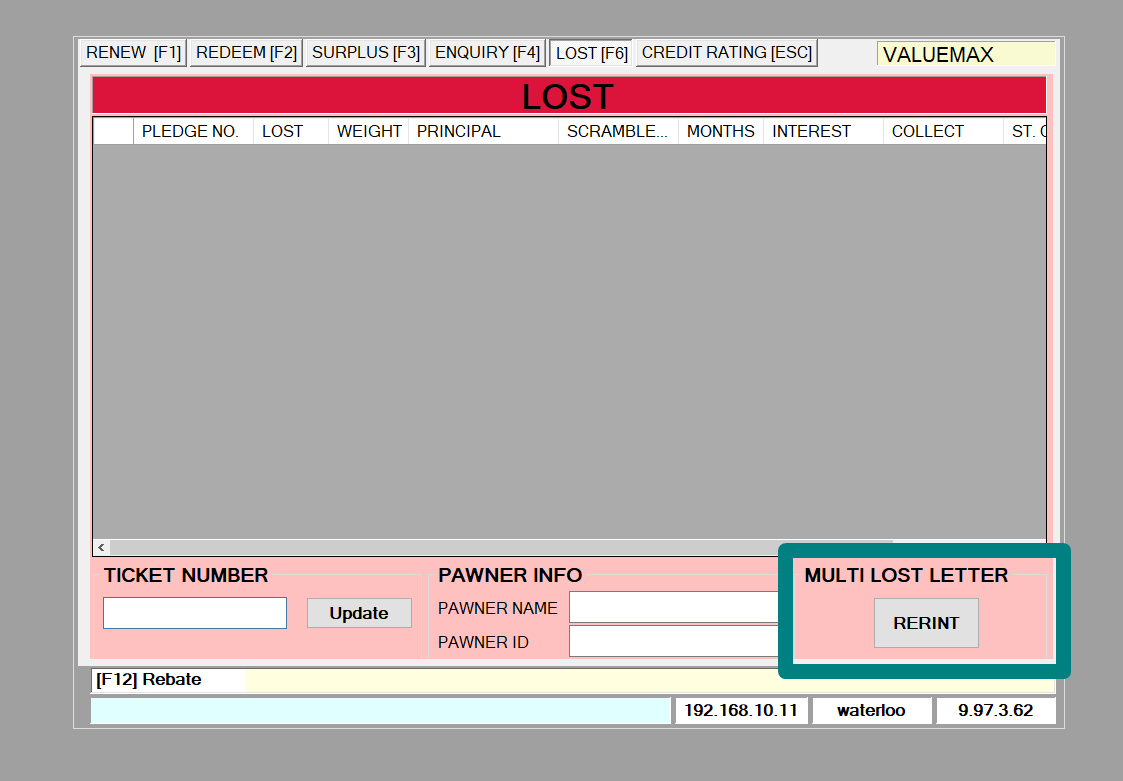 RENEW [F1] REDEEM [F2] SURPLUS [F3] ENQUIRY [F4] LOST [F6] CREDIT RATING [ESC] VALUEMAX
LOST
PLEDGE NO. LOST WEIGHT PRINCIPAL SCRAMBLE... MONTHS INTEREST COLLECT ST.
TICKET NUMBER PAWNER INFO MULTI LOST LETTER
Update PAWNER NAME RERINT
PAWNER ID
[F12] Rebate
192.168.10.11 waterloo 9.97.3.62